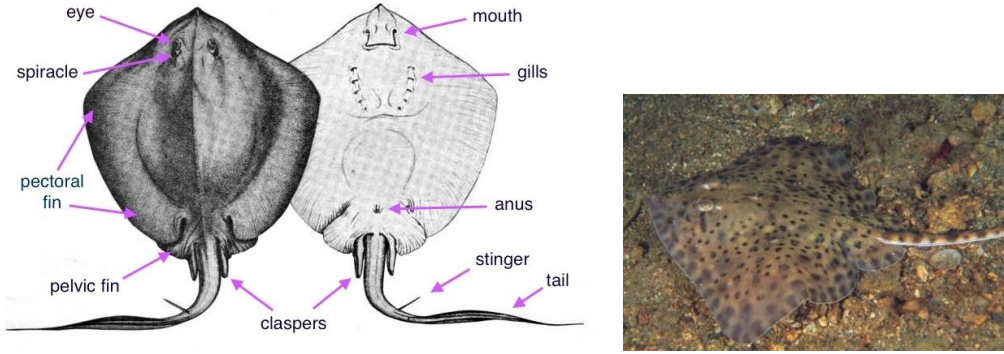 eye
mouth
spiracle
gills
pectoral
fin
anus
pelvic fin
stinger
tail
claspers